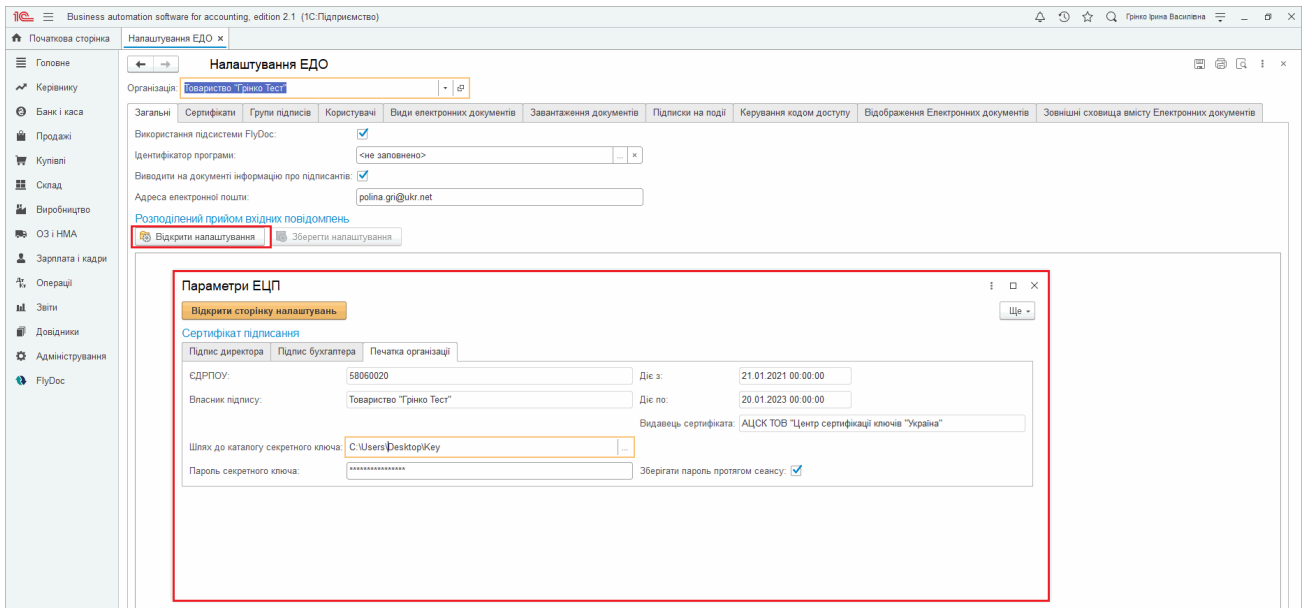 Business automation software for accounting, edition 2.1 (1С:Підприємство)
Грінко Ірина Василівна
Початкова сторінка
Налаштування ЕДО ×
Головне
Керівнику
Банк і каса
Продажі
Купівлі
Склад
Виробництво
ОЗ і НМА
Зарплата і кадри
Операції
Звіти
Довідники
Адміністрування
FlyDoc
Налаштування ЕДО
Організація: Товариство "Грінко Тест"
Загальні Сертифікати Групи підписів Користувачі Види електронних документів Завантаження документів Підписки на події Керування кодом доступу Відображення Електронних документів Зовнішні сховища вмісту Електронних документів
Використання підсистеми FlyDoc:
Ідентифікатор програми: <не заповнено>
Виводити на документі інформацію про підписантів:
Адреса електронної пошти: polina.gri@ukr.net
Розподілений прийом вхідних повідомлень
Відкрити налаштування Зберегти налаштування
Параметри ЕЦП
Відкрити сторінку налаштувань Ще
Сертифікат підписання
Підпис директора Підпис бухгалтера Печатка організації
ЄДРПОУ: 58060020 Діє з: 21.01.2021 00:00:00
Власник підпису: Товариство "Грінко Тест" Діє по: 20.01.2023 00:00:00
Видавець сертифіката: АЦСК ТОВ "Центр сертифікації ключів "Україна"
Шлях до каталогу секретного ключа: C:\Users\Desktop\Key
Пароль секретного ключа: **************** Зберігати пароль протягом сеансу: